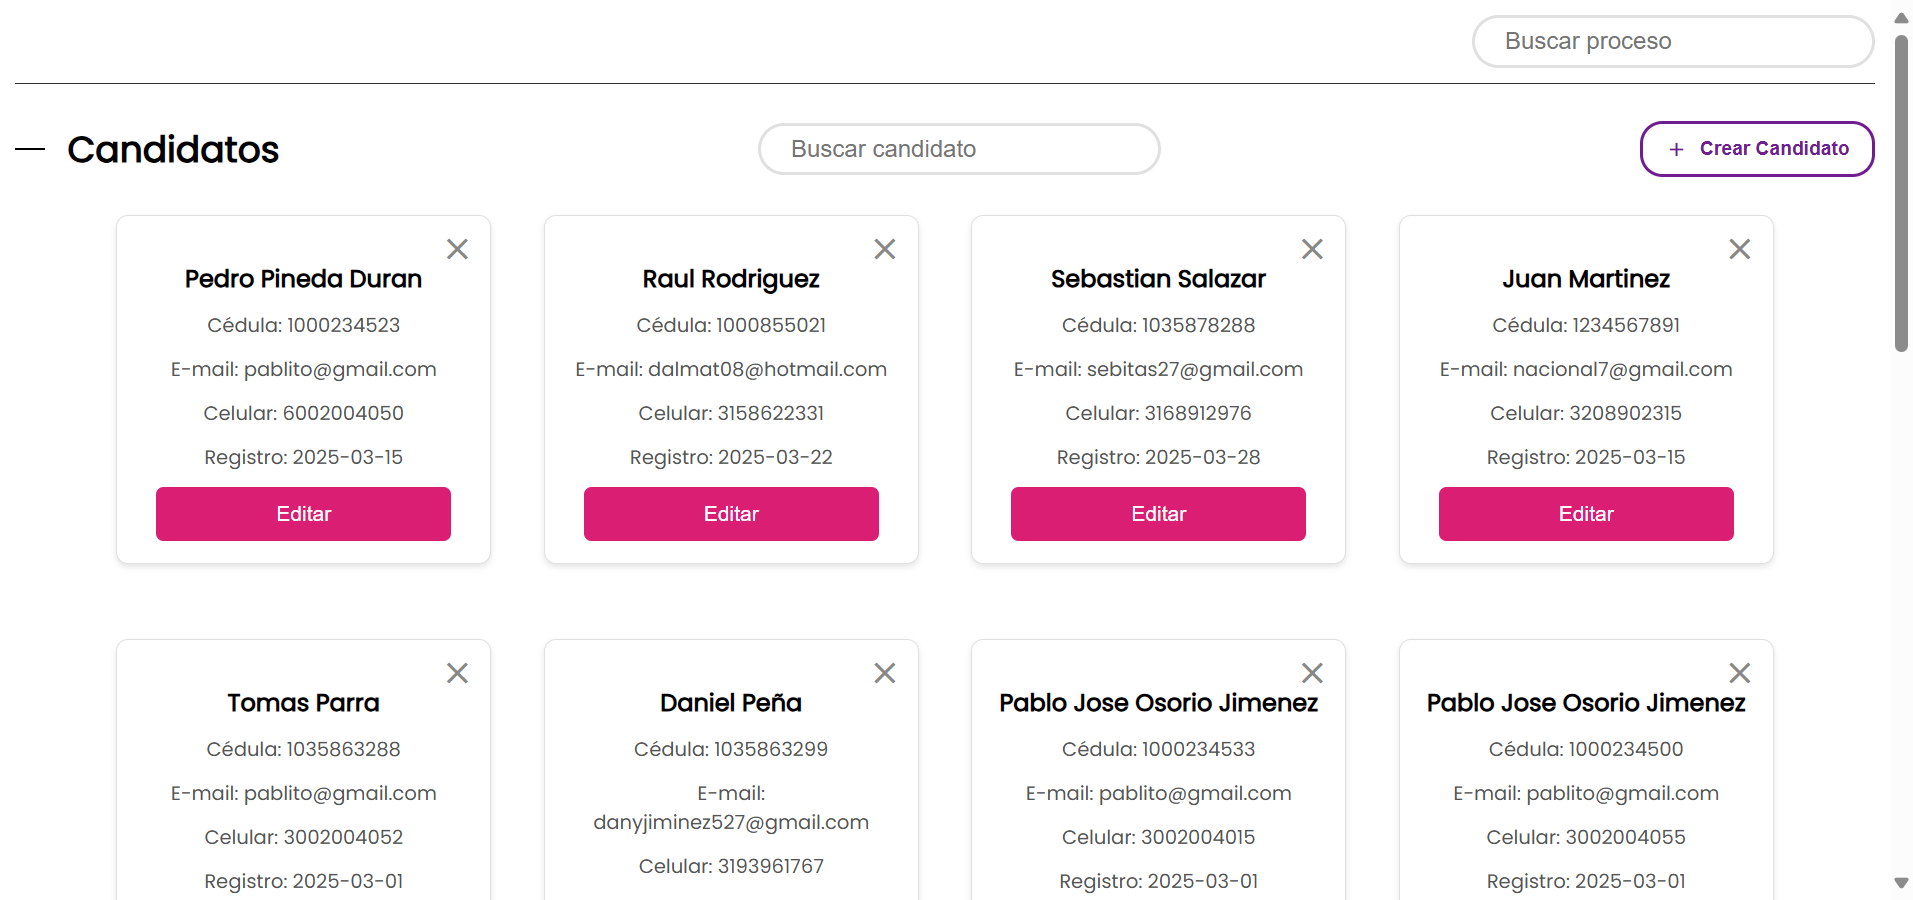 Buscar proceso
Candidatos
Buscar candidato
+ Crear Candidato
Pedro Pineda Duran
Cédula: 1000234523
E-mail: pablito@gmail.com
Celular: 6002004050
Registro: 2025-03-15
Editar
Raul Rodriguez
Cédula: 1000855021
E-mail: dalmat08@hotmail.com
Celular: 3158622331
Registro: 2025-03-22
Editar
Sebastian Salazar
Cédula: 1035878288
E-mail: sebitas27@gmail.com
Celular: 3168912976
Registro: 2025-03-28
Editar
Juan Martinez
Cédula: 1234567891
E-mail: nacional7@gmail.com
Celular: 3208902315
Registro: 2025-03-15
Editar
Tomas Parra
Cédula: 1035863288
E-mail: pablito@gmail.com
Celular: 3002004052
Registro: 2025-03-01
Daniel Peña
Cédula: 1035863299
E-mail:
danyjiminez527@gmail.com
Celular: 3193961767
Pablo Jose Osorio Jimenez
Cédula: 1000234533
E-mail: pablito@gmail.com
Celular: 3002004015
Registro: 2025-03-01
Pablo Jose Osorio Jimenez
Cédula: 1000234500
E-mail: pablito@gmail.com
Celular: 3002004055
Registro: 2025-03-01